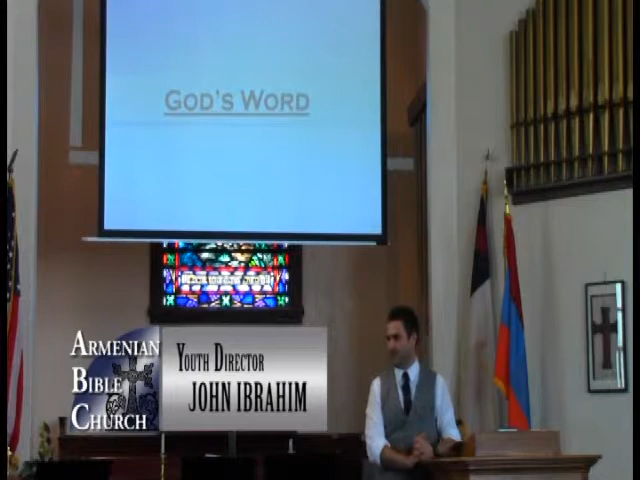 GOD'S WORD
ARMENIAN
BIBLE
CHURCH
YOUTH DIRECTOR
JOHN IBRAHIM